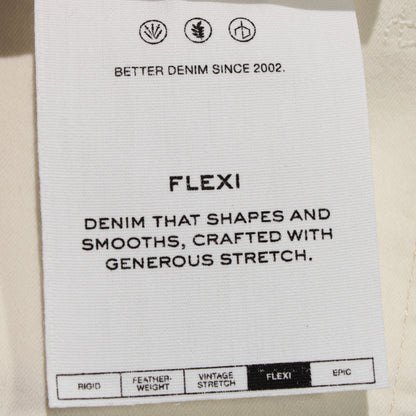 BETTER DENIM SINCE 2002.
FLEXI
DENIM THAT SHAPES AND
SMOOTHS, CRAFTED WITH
GENEROUS STRETCH.
RIGID
FEATHER-
WEIGHT
VINTAGE
STRETCH
FLEXI
EPIC